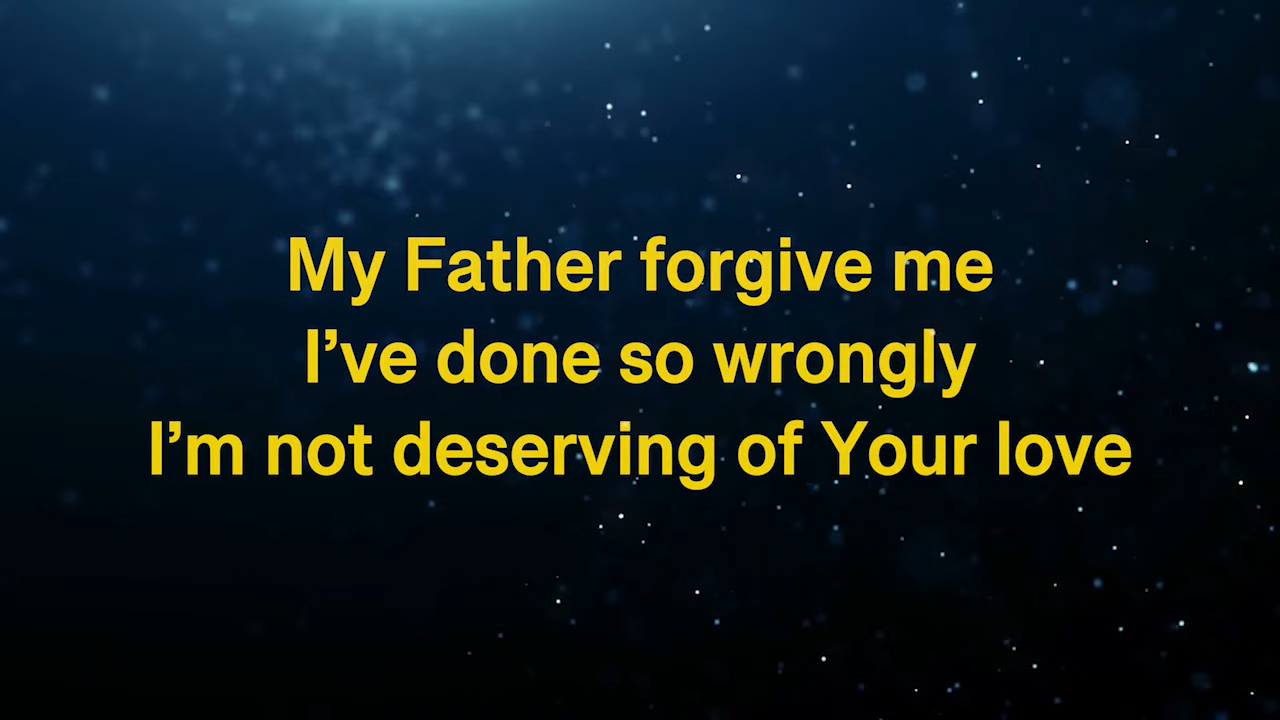 My Father forgive me
I’ve done so wrongly
I’m not deserving of Your love